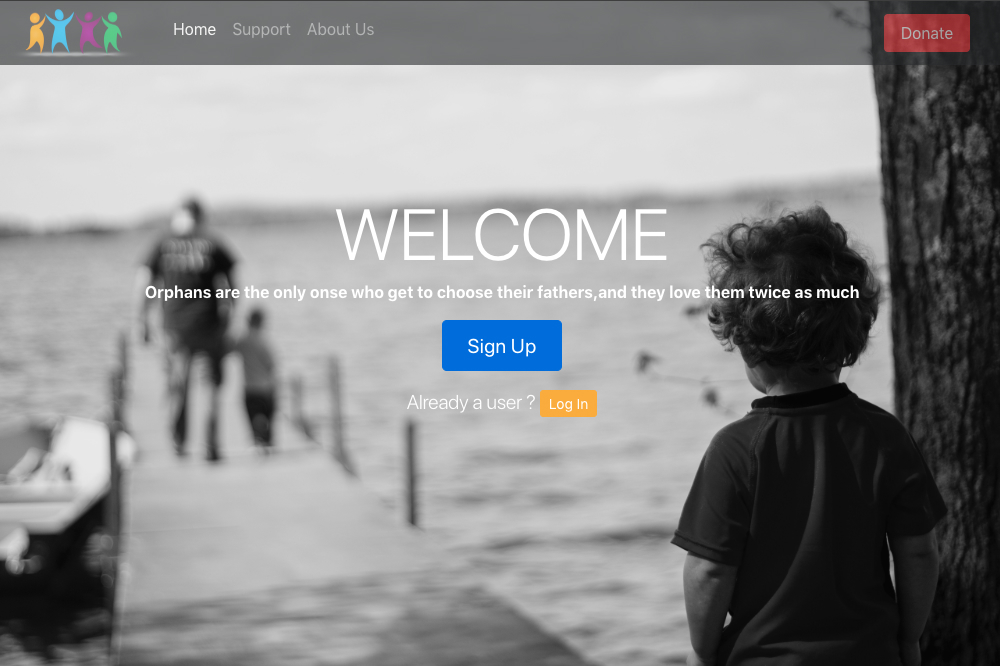 Home Support About Us
Donate
WELCOME
Orphans are the only onse who get to choose their fathers,and they love them twice as much
Sign Up
Already a user ? Log In